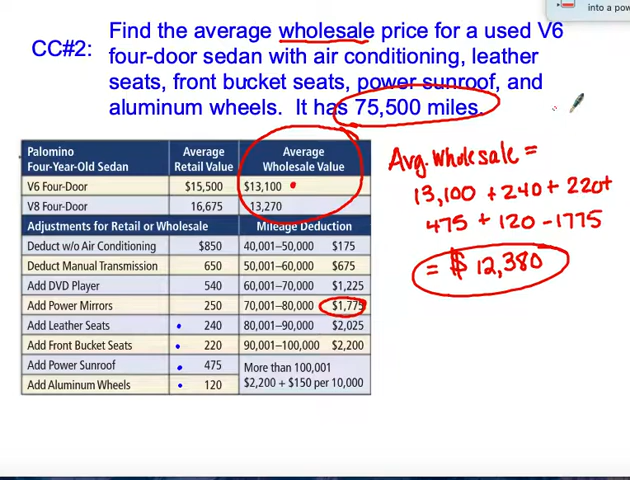 into a pow
CC#2:
Find the average wholesale price for a used V6
four-door sedan with air conditioning, leather
seats, front bucket seats, power sunroof, and
aluminum wheels. It has 75,500 miles.
Palomino Four-Year-Old Sedan Average Retail Value Average Wholesale Value
V6 Four-Door $15,500 $13,100
V8 Four-Door 16,675 13,270
Adjustments for Retail or Wholesale Mileage Deduction
Deduct w/o Air Conditioning $850 40,001–50,000 $175
Deduct Manual Transmission 650 50,001–60,000 $675
Add DVD Player 540 60,001–70,000 $1,225
Add Power Mirrors 250 70,001–80,000 $1,775
Add Leather Seats 240 80,001–90,000 $2,025
Add Front Bucket Seats 220 90,001–100,000 $2,200
Add Power Sunroof 475 More than 100,001
Add Aluminum Wheels 120 $2,200 + $150 per 10,000
Avg. Wholesale =
13,100 + 240 + 220+
475 + 120 - 1775
= $ 12,380